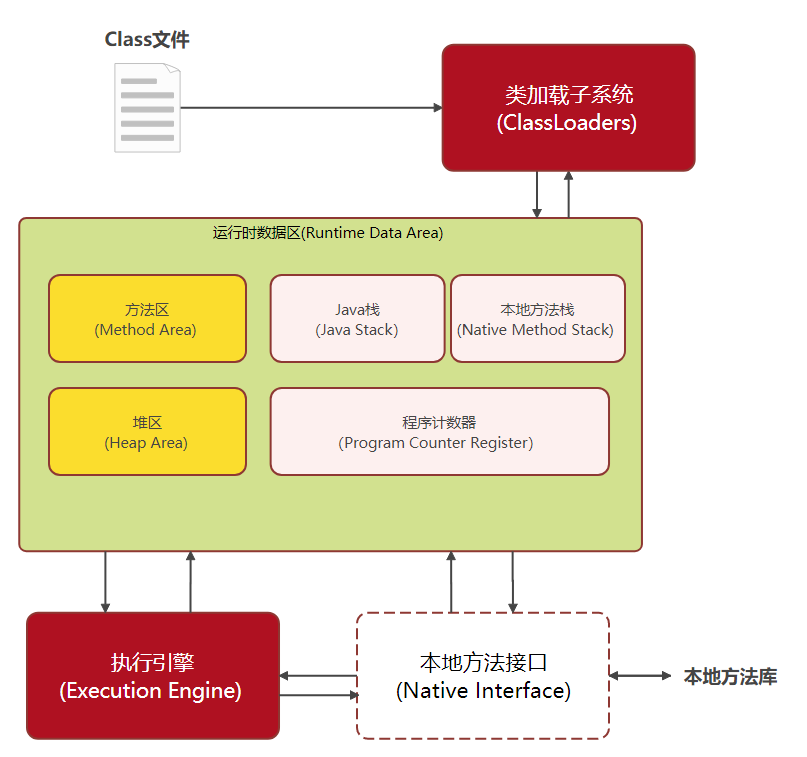 Class文件
类加载子系统
(ClassLoaders)
运行时数据区(Runtime Data Area)
方法区
(Method Area)
Java栈
(Java Stack)
本地方法栈
(Native Method Stack)
堆区
(Heap Area)
程序计数器
(Program Counter Register)
执行引擎
(Execution Engine)
本地方法接口
(Native Interface)
本地方法库